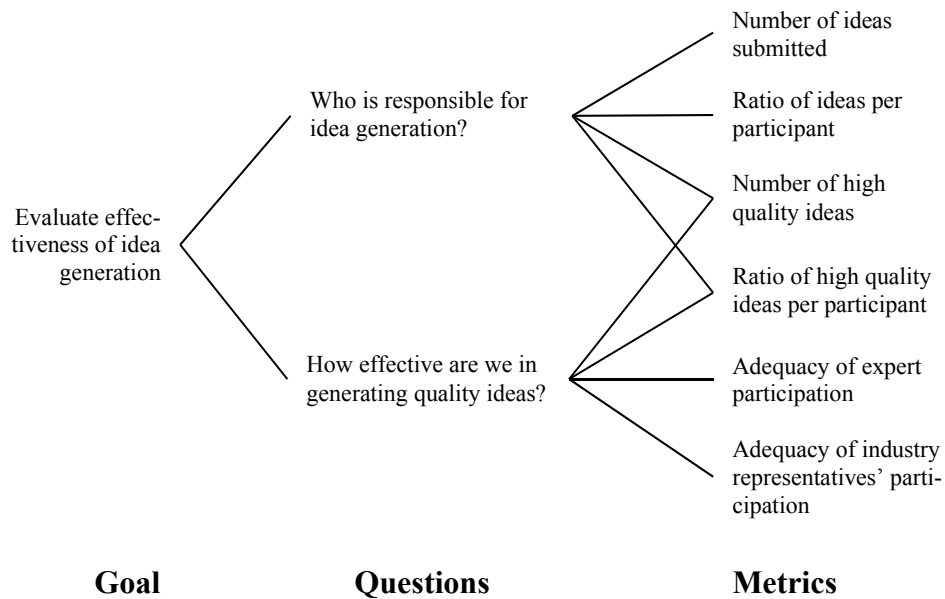 Number of ideas
submitted
Who is responsible for
idea generation?
Ratio of ideas per
participant
Number of high
quality ideas
Evaluate effec-
tiveness of idea
generation
Ratio of high quality
ideas per participant
How effective are we in
generating quality ideas?
Adequacy of expert
participation
Adequacy of industry
representatives’ parti-
cipation
Goal
Questions
Metrics